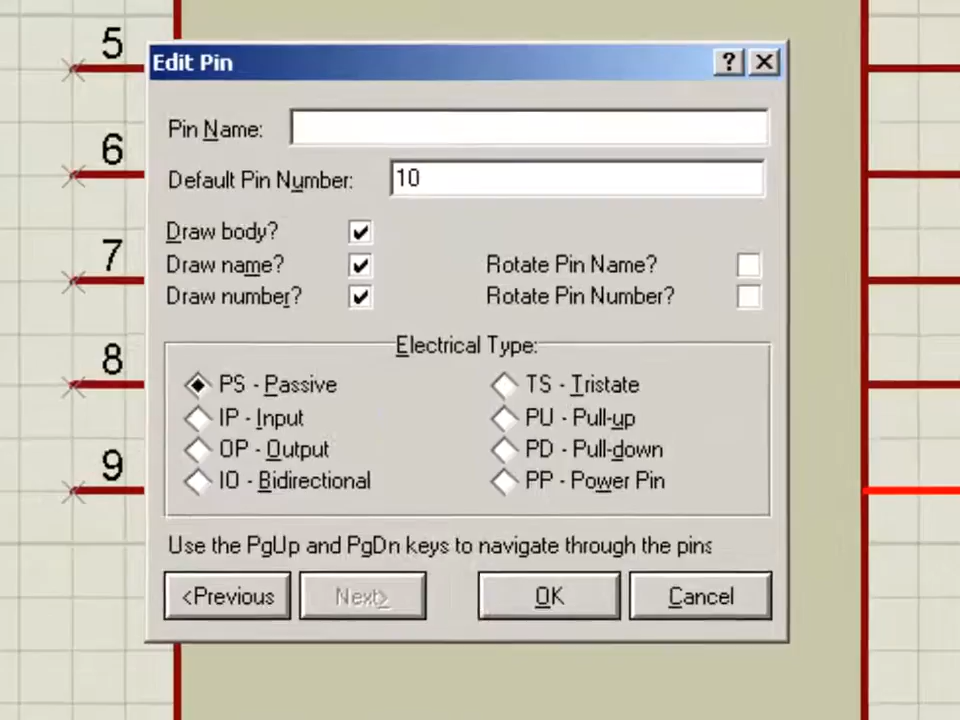 5
Edit Pin
Pin Name:
6
Default Pin Number: 10
Draw body?
7
Draw name? Rotate Pin Name?
Draw number? Rotate Pin Number?
Electrical Type:
8
PS - Passive TS - Tristate
IP - Input PU - Pull-up
OP - Output PD - Pull-down
9
IO - Bidirectional PP - Power Pin
Use the PgUp and PgDn keys to navigate through the pins
<Previous Next> OK Cancel